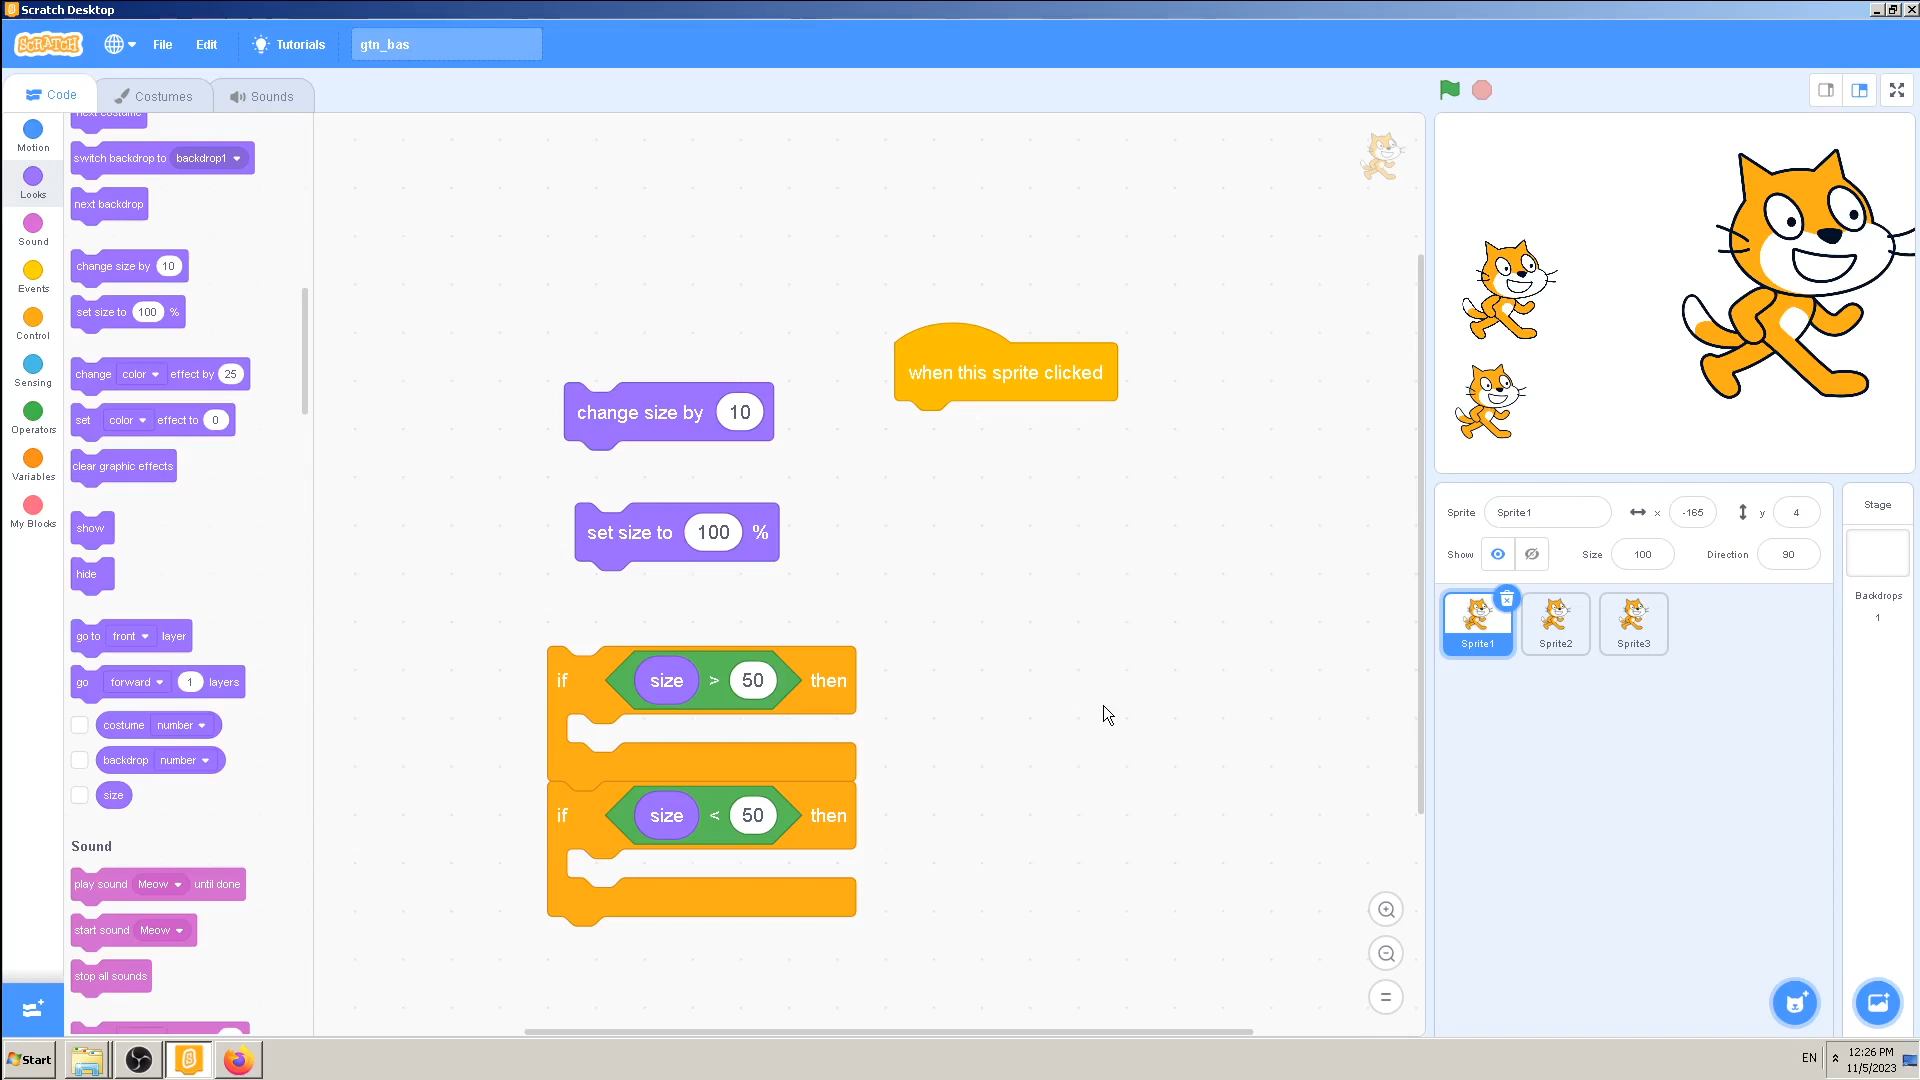 Scratch Desktop
SCRATCH File Edit Tutorials gtn_bas
Code Costumes Sounds
Motion
Looks
Sound
Events
Control
Sensing
Operators
Variables
My Blocks
next costume
switch backdrop to backdrop1
next backdrop
change size by 10
set size to 100 %
change color effect by 25
set color effect to 0
clear graphic effects
show
hide
go to front layer
go forward 1 layers
costume number
backdrop number
size
Sound
play sound Meow until done
start sound Meow
stop all sounds
when this sprite clicked
change size by 10
set size to 100 %
if size > 50 then
if size < 50 then
Sprite Sprite1 x -165 y 4
Show Size 100 Direction 90
Sprite1 Sprite2 Sprite3
Stage
Backdrops
1
Start
EN
12:26 PM
11/5/2023